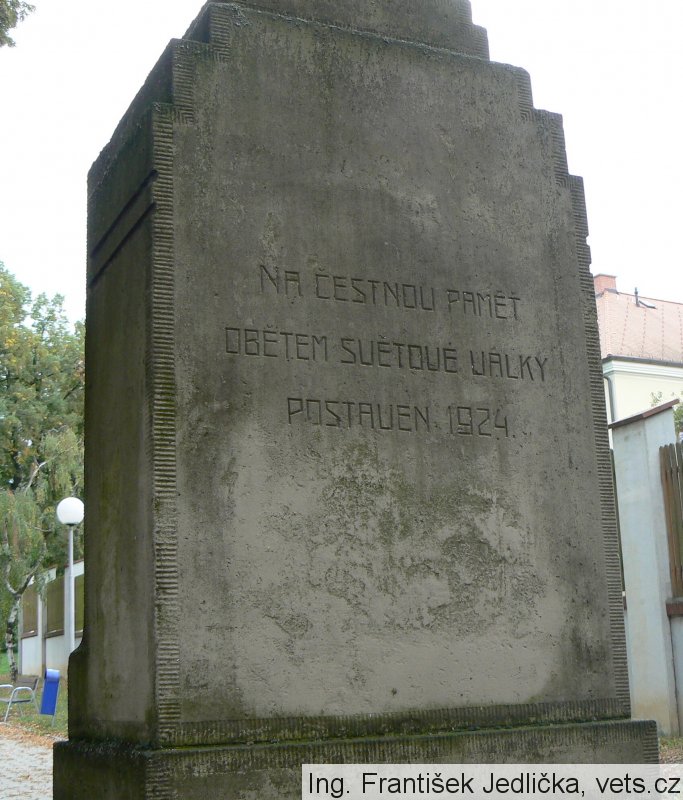 NA ČESTNOU PAMĚT
OBĚTEM SVĚTOVÉ VÁLKY
POSTAVEN 1924.
Ing. František Jedlička, vets.cz